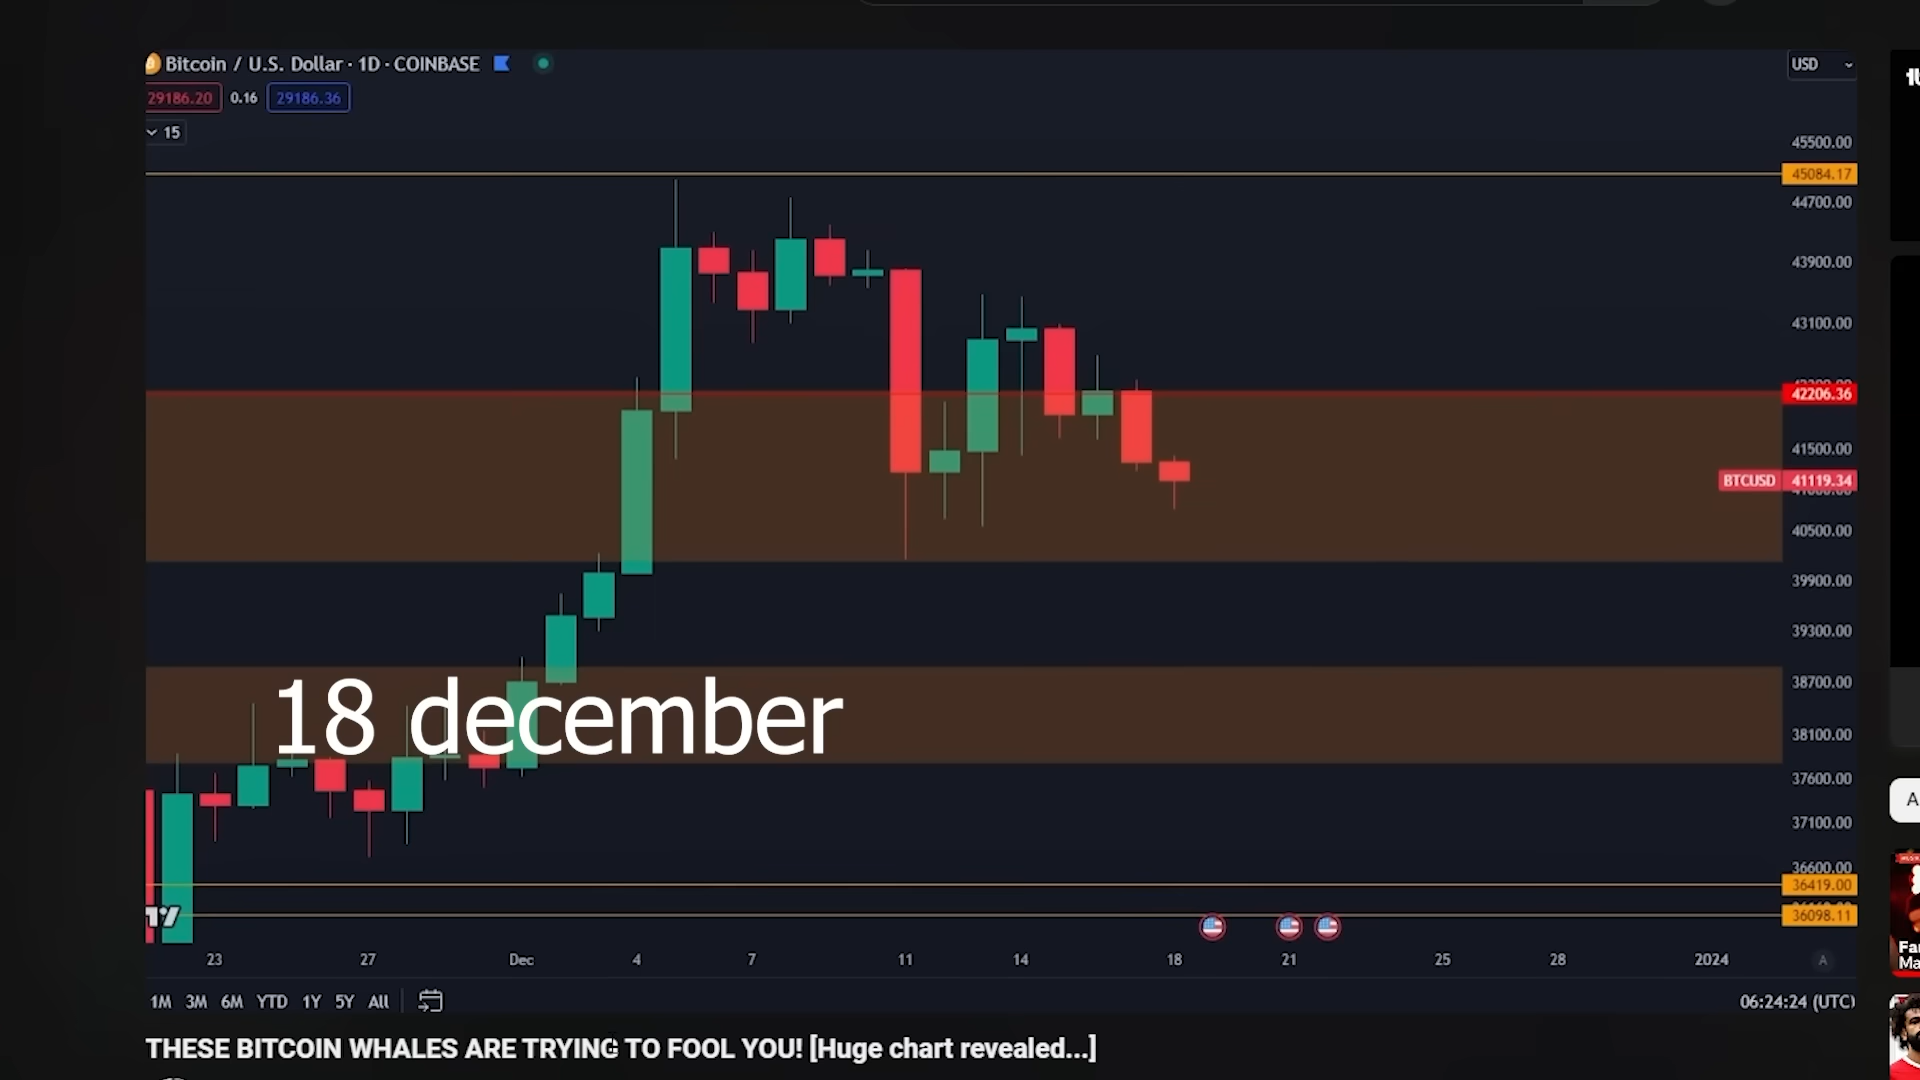 Bitcoin / U.S. Dollar · 1D · COINBASE
USD
29186.20 0.16 29186.36
15
45500.00
45084.17
44700.00
43900.00
43100.00
42206.36
41500.00
BTCUSD 41119.34
40500.00
39900.00
39300.00
38700.00
18 december
38100.00
37600.00
37100.00
36600.00
36419.00
36098.11
23 27 Dec 4 7 11 14 18 21 25 28 2024 A
1M 3M 6M YTD 1Y 5Y All
06:24:24 (UTC)
THESE BITCOIN WHALES ARE TRYING TO FOOL YOU! [Huge chart revealed...]
A
Fa
Ma